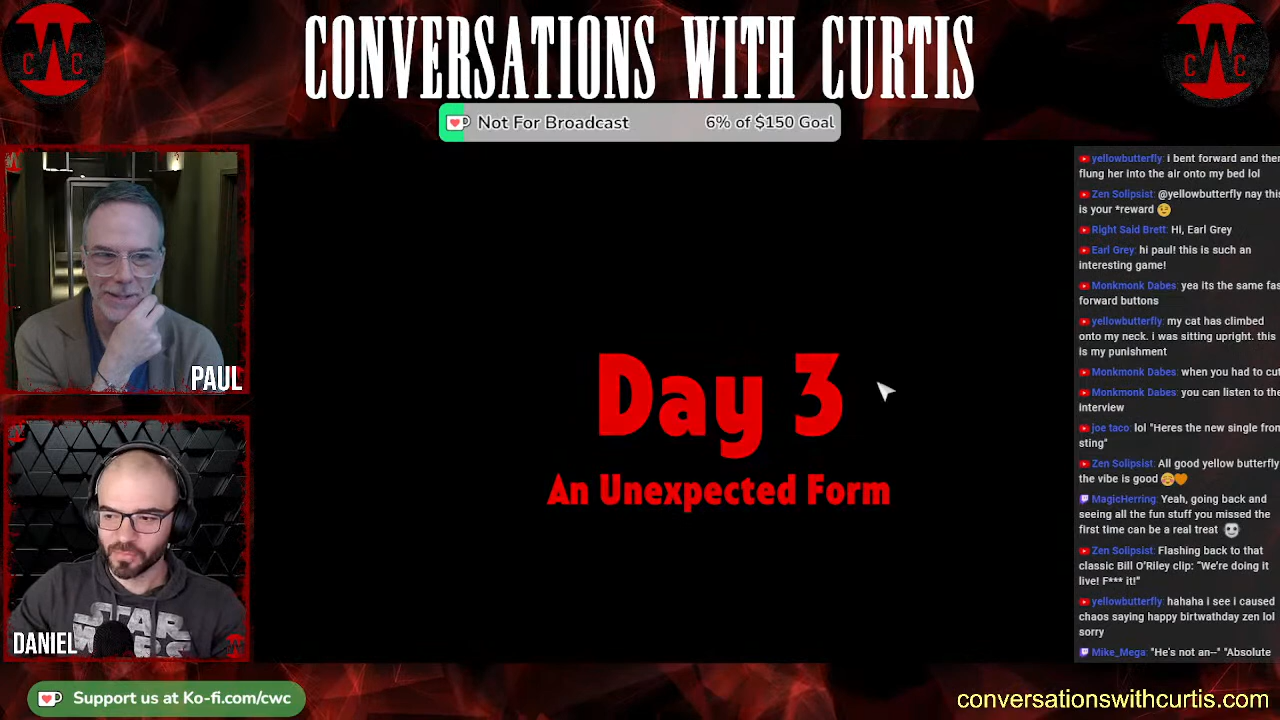 CONVERSATIONS WITH CURTIS
W
C C
W
C C
Not For Broadcast 6% of $150 Goal
PAUL
DANIEL
STAR
WARS
Day 3
An Unexpected Form
yellowbutterfly: i bent forward and then
flung her into the air onto my bed lol
Zen Solipsist: @yellowbutterfly nay this
is your *reward
Right Said Brett: Hi, Earl Grey
Earl Grey: hi paul! this is such an
interesting game!
Monkmonk Dabes: yea its the same fas
forward buttons
yellowbutterfly: my cat has climbed
onto my neck. i was sitting upright. this
is my punishment
Monkmonk Dabes: when you had to cut
Monkmonk Dabes: you can listen to the
interview
joe taco: lol "Heres the new single from
sting"
Zen Solipsist: All good yellow butterfly
the vibe is good
MagicHerring: Yeah, going back and
seeing all the fun stuff you missed the
first time can be a real treat
Zen Solipsist: Flashing back to that
classic Bill O'Riley clip: “We're doing it
live! F*** it!”
yellowbutterfly: hahaha i see i caused
chaos saying happy birtwathday zen lol
sorry
Mike_Mega: "He's not an--" "Absolute
Support us at Ko-fi.com/cwc
conversationswithcurtis.com